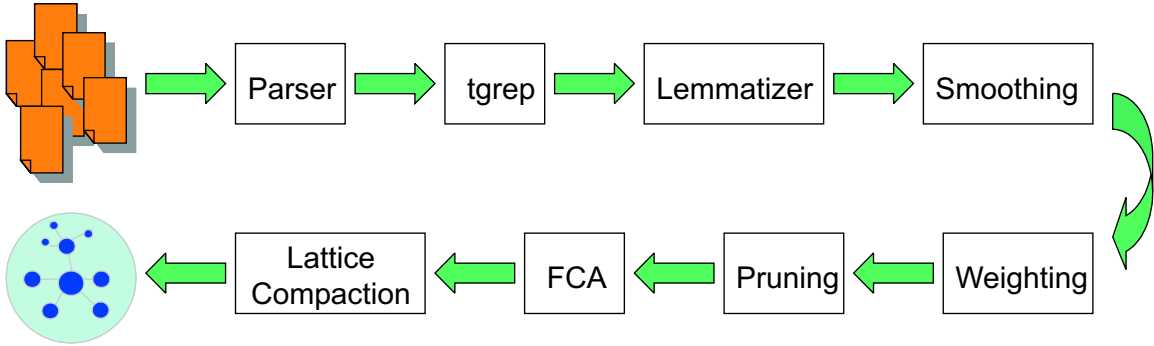 Parser
tgrep
Lemmatizer
Smoothing
Weighting
Pruning
FCA
Lattice
Compaction